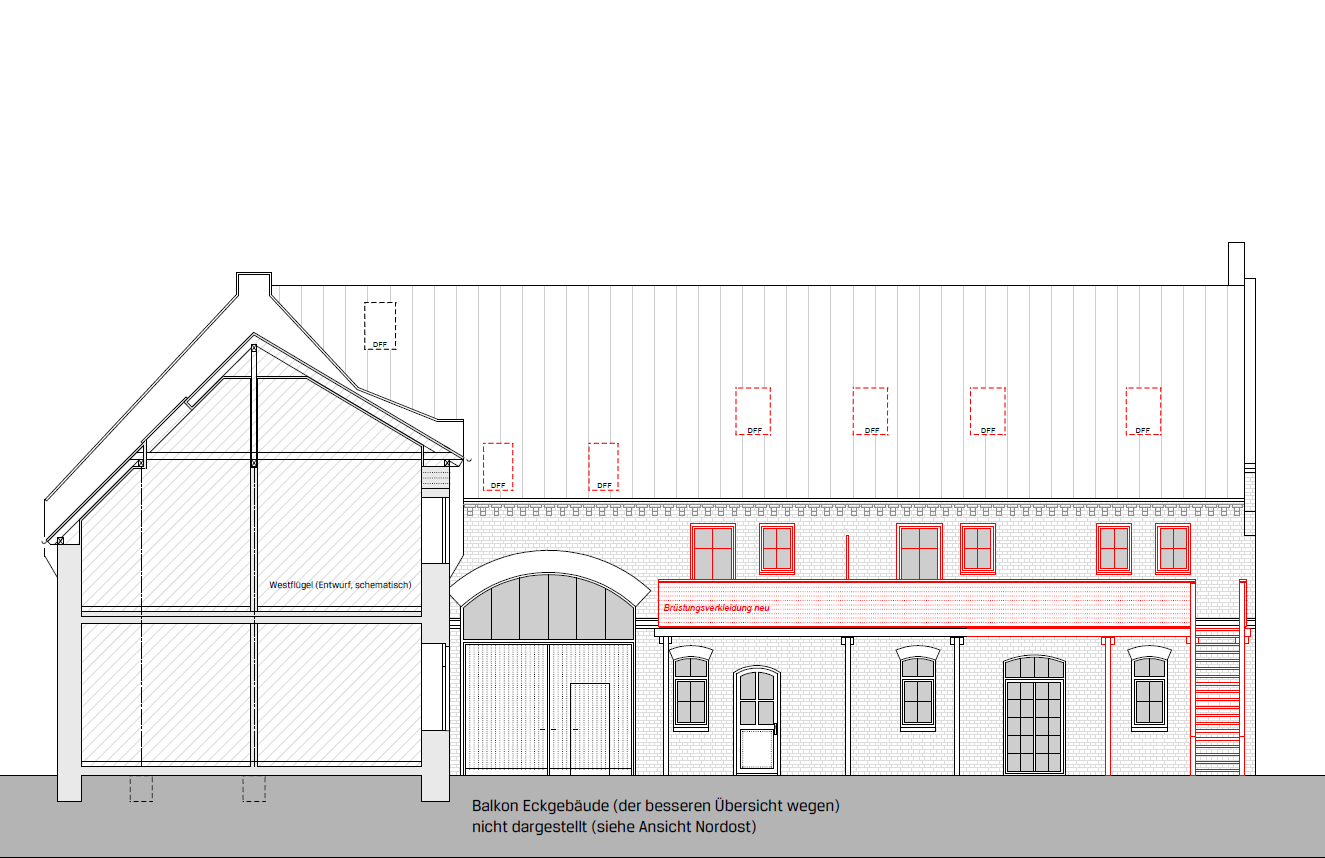 DFF
DFF
DFF
DFF
DFF
DFF
DFF
Westflügel (Entwurf, schematisch)
Brüstungsverkleidung neu
Balkon Eckgebäude (der besseren Übersicht wegen)
nicht dargestellt (siehe Ansicht Nordost)